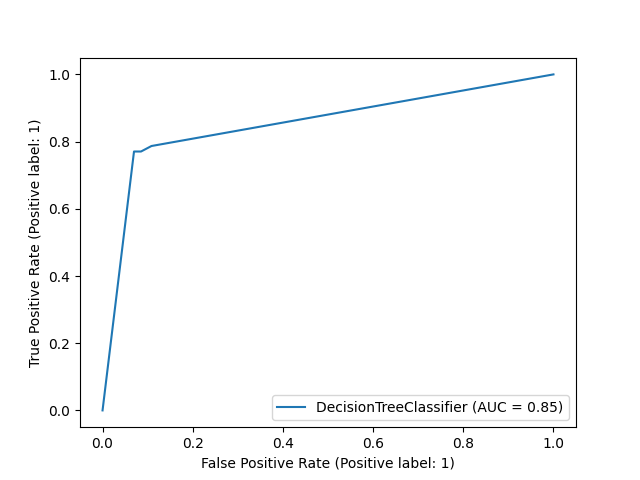 1.0
0.8
0.6
0.4
0.2
0.0
True Positive Rate (Positive label: 1)
DecisionTreeClassifier (AUC = 0.85)
0.0 0.2 0.4 0.6 0.8 1.0
False Positive Rate (Positive label: 1)